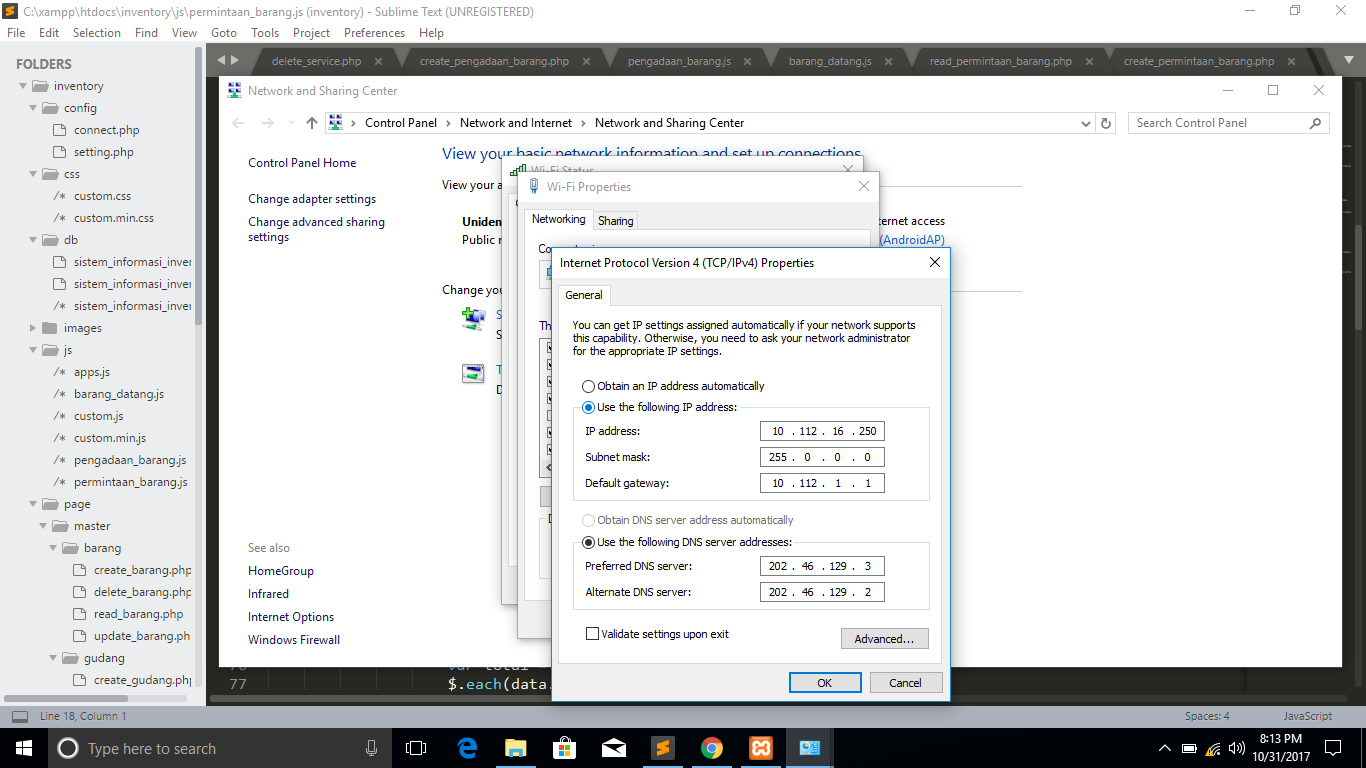 C:\xampp\htdocs\inventory\js\permintaan_barang.js (inventory) - Sublime Text (UNREGISTERED)
File Edit Selection Find View Goto Tools Project Preferences Help
FOLDERS
inventory
config
connect.php
setting.php
css
custom.css
custom.min.css
db
sistem_informasi_inver
sistem_informasi_inver
sistem_informasi_inver
images
js
apps.js
barang_datang.js
custom.js
custom.min.js
pengadaan_barang.js
permintaan_barang.js
page
master
barang
create_barang.php
delete_barang.php
read_barang.php
update_barang.ph
gudang
create_gudang.php
delete_service.php create_pengadaan_barang.php pengadaan_barang.js barang_datang.js read_permintaan_barang.php create_permintaan_barang.php
Network and Sharing Center
Control Panel > Network and Internet > Network and Sharing Center
Search Control Panel
Control Panel Home
Change adapter settings
Change advanced sharing
settings
See also
HomeGroup
Infrared
Internet Options
Windows Firewall
View your basic network information and set up connections
View your a
Uniden
ternet access
Public n
(AndroidAP)
Change you
Wi-Fi Status
Wi-Fi Properties
Networking Sharing
Th
Internet Protocol Version 4 (TCP/IPv4) Properties
General
You can get IP settings assigned automatically if your network supports
this capability. Otherwise, you need to ask your network administrator
for the appropriate IP settings.
Obtain an IP address automatically
Use the following IP address:
IP address: 10 . 112 . 16 . 250
Subnet mask: 255 . 0 . 0 . 0
Default gateway: 10 . 112 . 1 . 1
Obtain DNS server address automatically
Use the following DNS server addresses:
Preferred DNS server: 202 . 46 . 129 . 3
Alternate DNS server: 202 . 46 . 129 . 2
Validate settings upon exit
Advanced...
OK Cancel
var total
77 $.each(data.
Line 18, Column 1 Spaces: 4 JavaScript
Type here to search
8:13 PM
10/31/2017